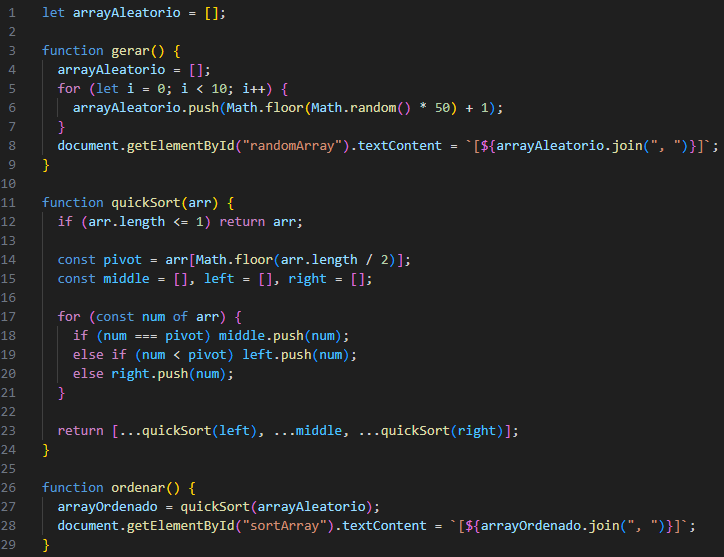 1 let arrayAleatorio = [];
2
3 function gerar() {
4   arrayAleatorio = [];
5   for (let i = 0; i < 10; i++) {
6     arrayAleatorio.push(Math.floor(Math.random() * 50) + 1);
7   }
8   document.getElementById("randomArray").textContent = `[${arrayAleatorio.join(", ")}]`;
9 }
10
11 function quickSort(arr) {
12   if (arr.length <= 1) return arr;
13
14   const pivot = arr[Math.floor(arr.length / 2)];
15   const middle = [], left = [], right = [];
16
17   for (const num of arr) {
18     if (num === pivot) middle.push(num);
19     else if (num < pivot) left.push(num);
20     else right.push(num);
21   }
22
23   return [...quickSort(left), ...middle, ...quickSort(right)];
24 }
25
26 function ordenar() {
27   arrayOrdenado = quickSort(arrayAleatorio);
28   document.getElementById("sortArray").textContent = `[${arrayOrdenado.join(", ")}]`;
29 }